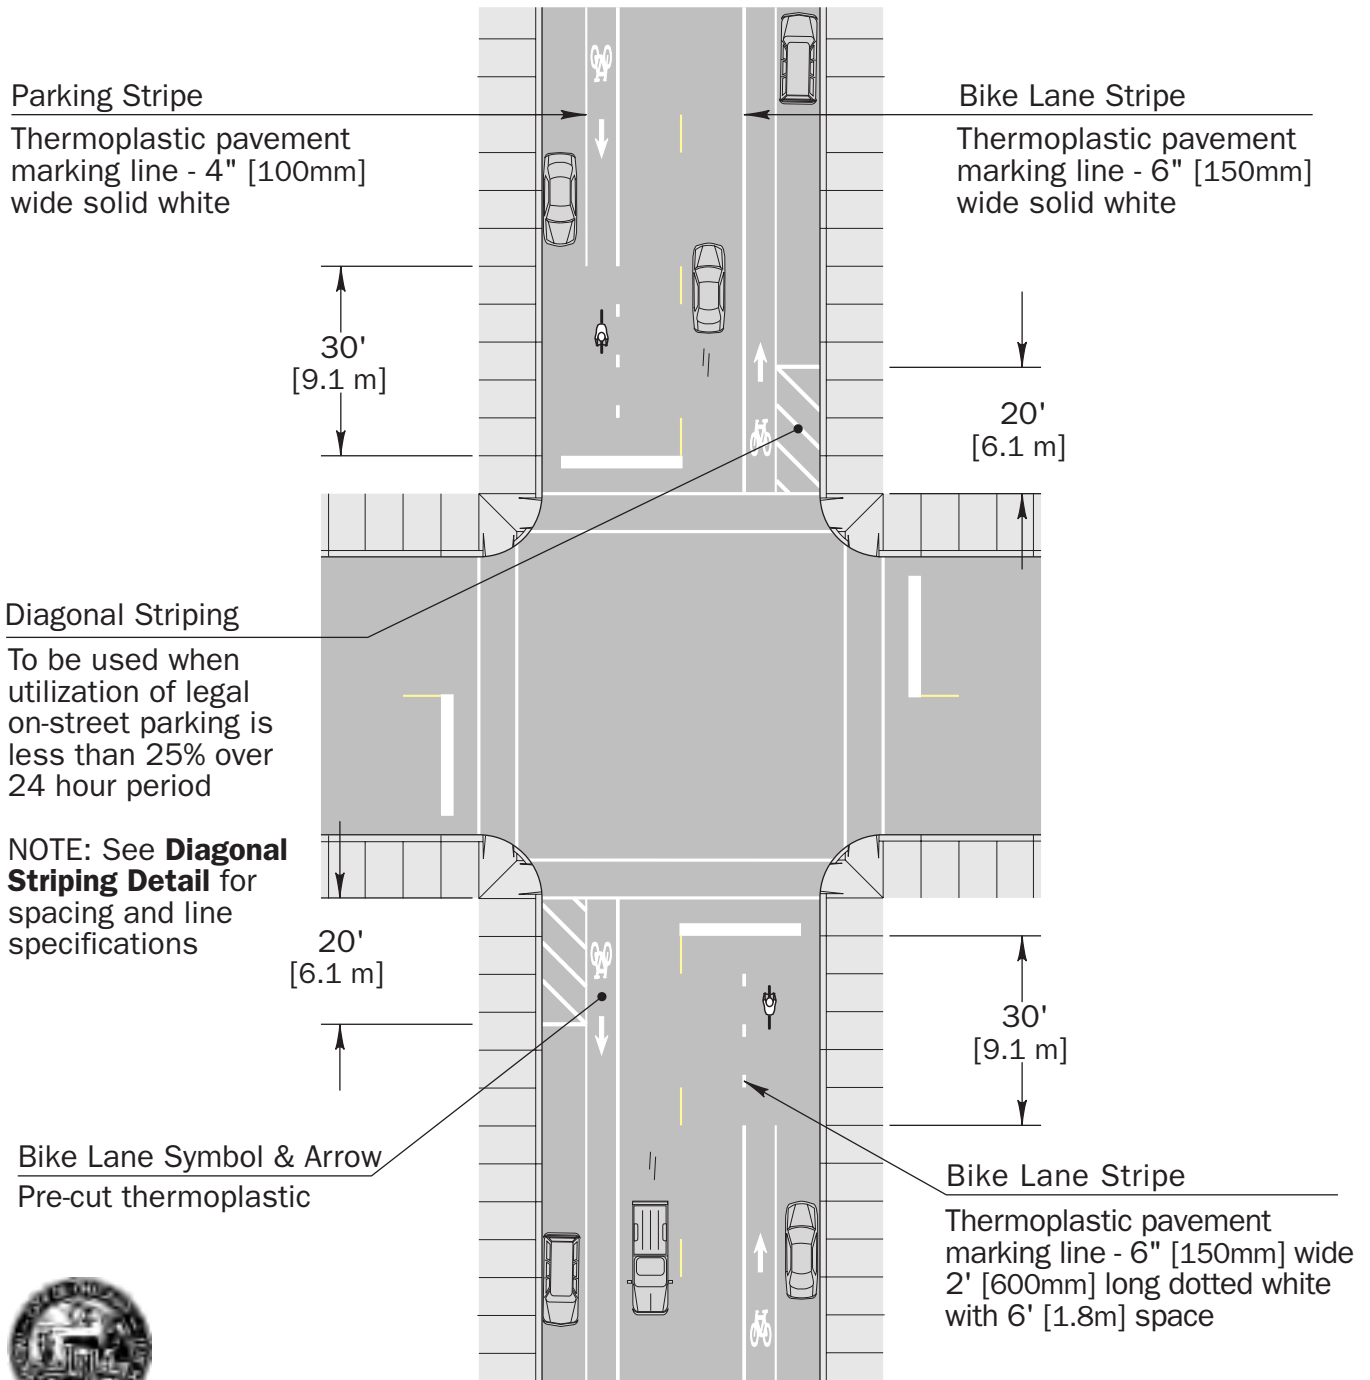 Parking Stripe
Thermoplastic pavement
marking line - 4" [100mm]
wide solid white
Bike Lane Stripe
Thermoplastic pavement
marking line - 6" [150mm]
wide solid white
30'
[9.1 m]
20'
[6.1 m]
Diagonal Striping
To be used when
utilization of legal
on-street parking is
less than 25% over
24 hour period
NOTE: See Diagonal
Striping Detail for
spacing and line
specifications
20'
[6.1 m]
30'
[9.1 m]
Bike Lane Symbol & Arrow
Pre-cut thermoplastic
Bike Lane Stripe
Thermoplastic pavement
marking line - 6" [150mm] wide
2' [600mm] long dotted white
with 6' [1.8m] space